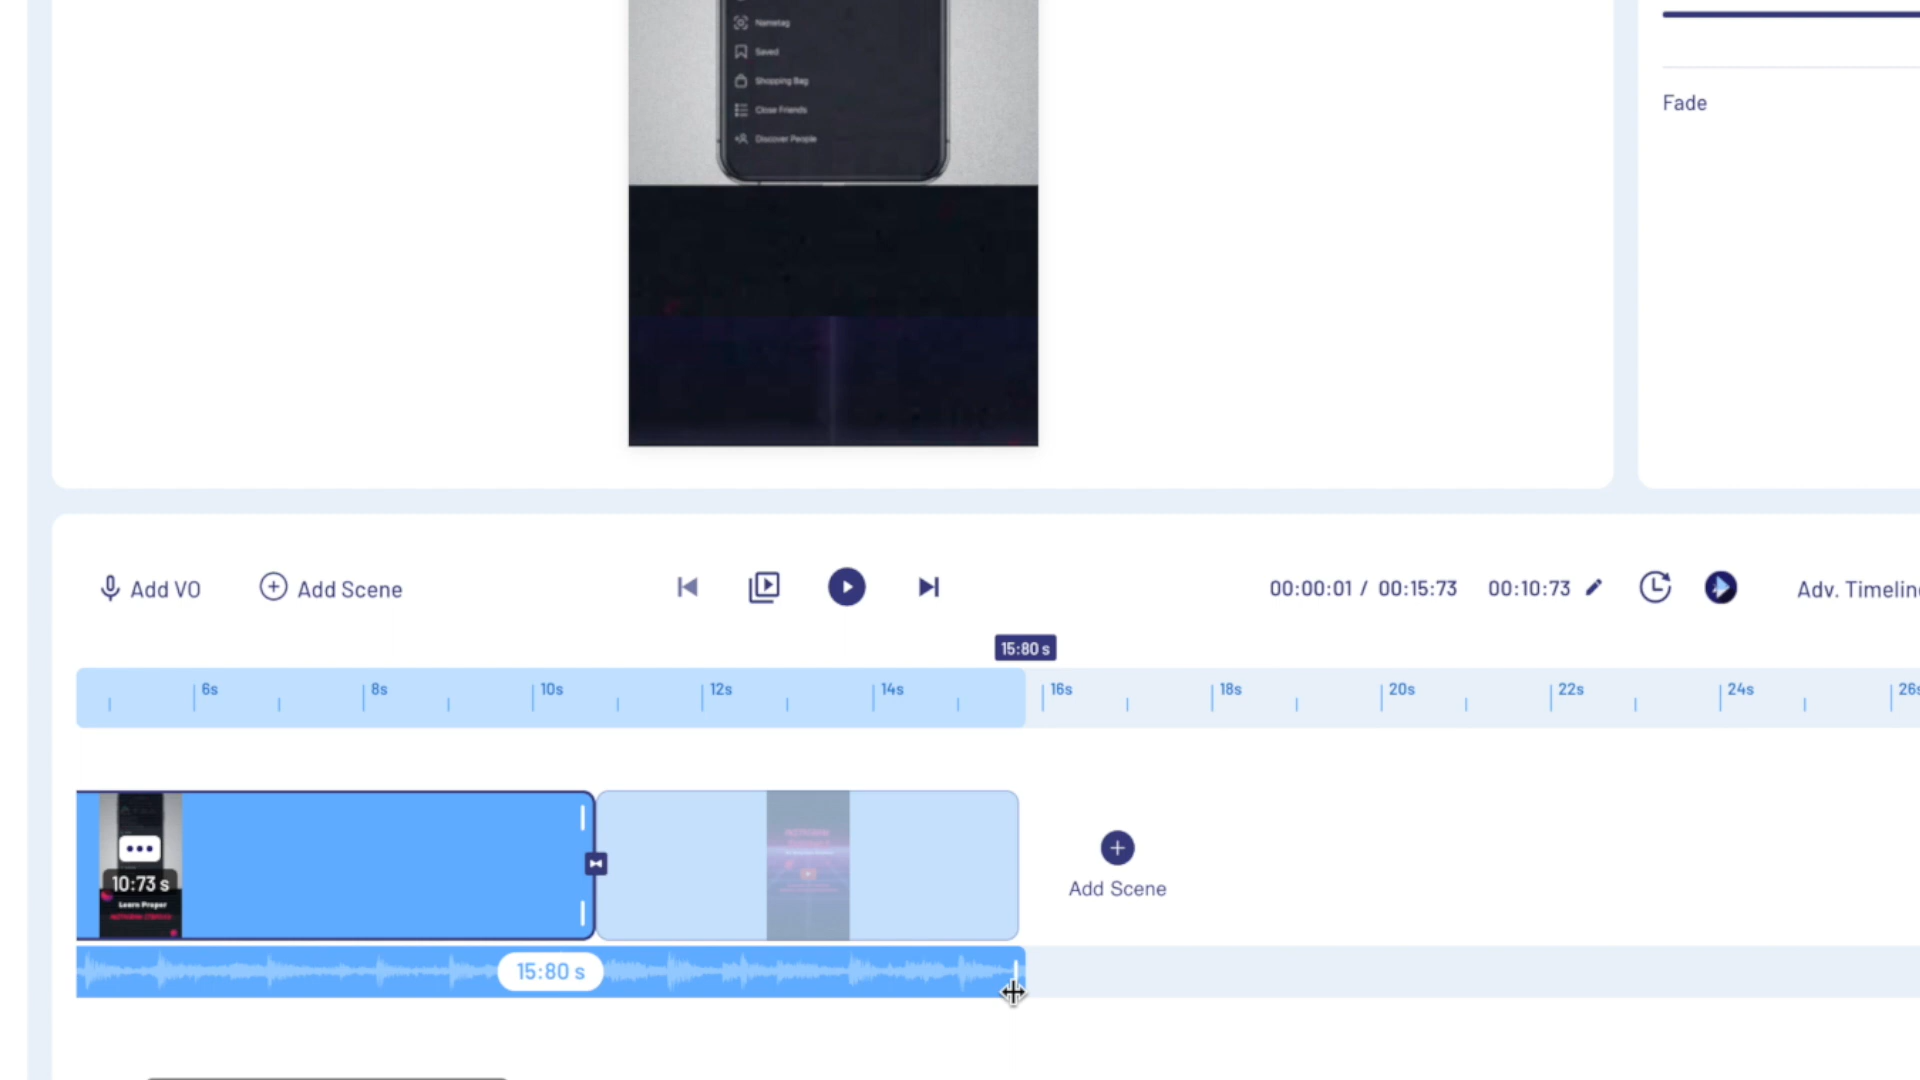 Nametag
Saved
Shopping Bag
Close Friends
Discover People
Fade
Add VO
Add Scene
00:00:01 / 00:15:73
00:10:73
Adv. Timeline
15:80 s
6s
8s
10s
12s
14s
16s
18s
20s
22s
24s
26s
10:73 s
Learn Proper
Add Scene
15:80 s